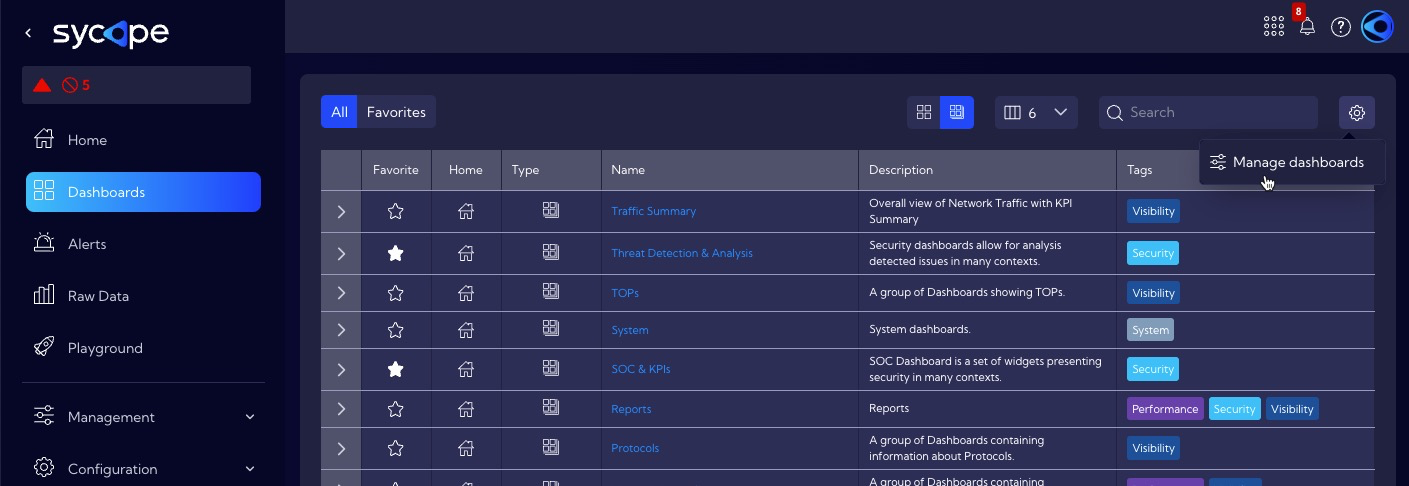 sycope
8
5
Home
Dashboards
Alerts
Raw Data
Playground
Management
Configuration
All Favorites
6
Search
Manage dashboards
Favorite Home Type Name Description Tags
Traffic Summary
Overall view of Network Traffic with KPI
Summary
Visibility
Threat Detection & Analysis
Security dashboards allow for analysis
detected issues in many contexts.
Security
TOPs
A group of Dashboards showing TOPs.
Visibility
System
System dashboards.
System
SOC & KPIs
SOC Dashboard is a set of widgets presenting
security in many contexts.
Security
Reports
Reports
Performance Security Visibility
Protocols
A group of Dashboards containing
information about Protocols.
Visibility
A group of Dashboards containing